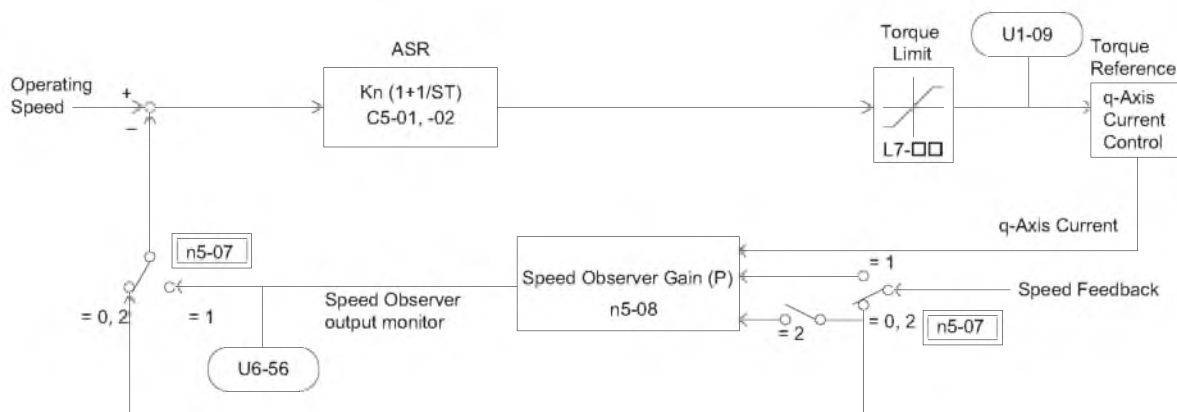 U1-09
ASR
Torque
Limit
Torque
Reference
Operating
Speed
+
–
Kn (1+1/ST)
C5-01, -02
L7-□□
q-Axis
Current
Control
q-Axis Current
n5-07
Speed Observer Gain (P)
n5-08
= 1
Speed Feedback
= 0, 2
= 1
Speed Observer
output monitor
= 2
= 0, 2
n5-07
U6-56